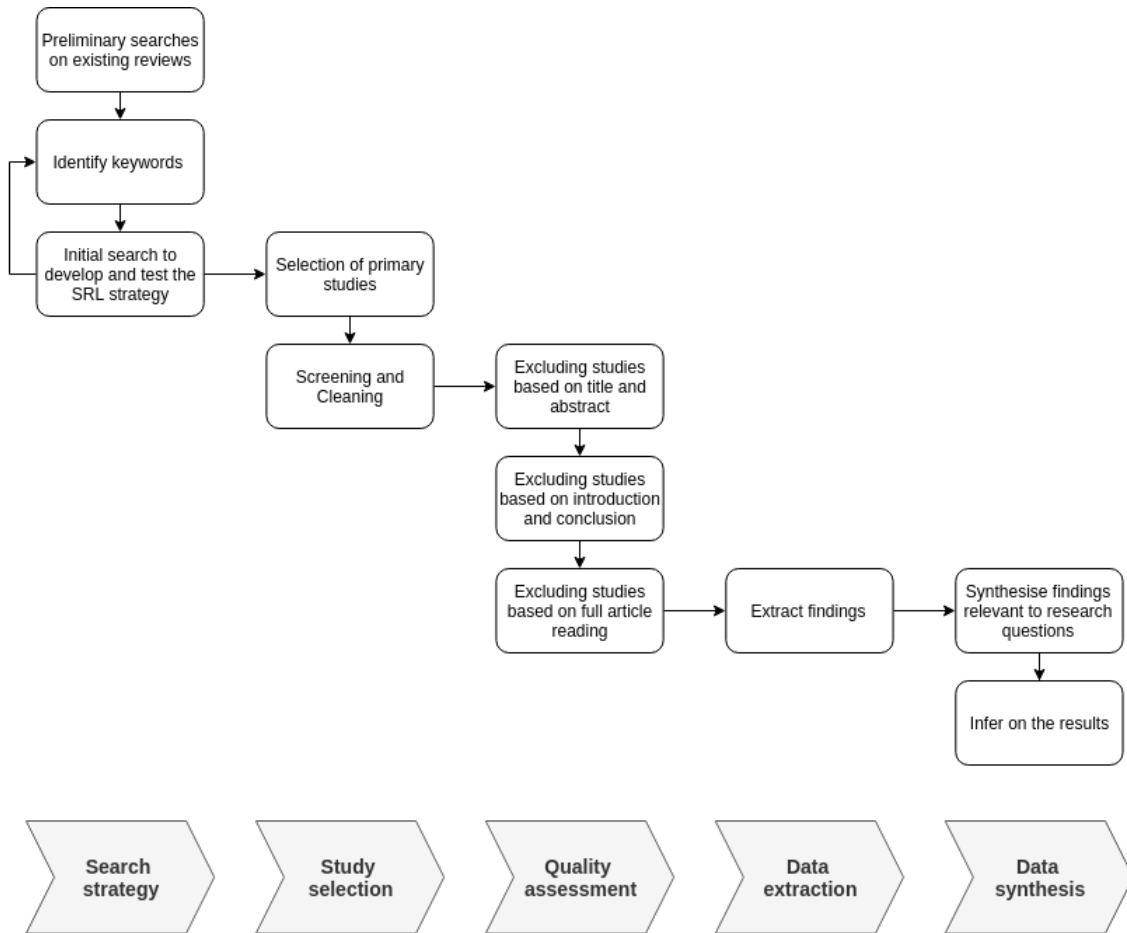 Preliminary searches
on existing reviews
Identify keywords
Initial search to
develop and test the
SRL strategy
Selection of primary
studies
Screening and
Cleaning
Excluding studies
based on title and
abstract
Excluding studies
based on introduction
and conclusion
Excluding studies
based on full article
reading
Extract findings
Synthesise findings
relevant to research
questions
Infer on the results
Search
strategy
Study
selection
Quality
assessment
Data
extraction
Data
synthesis